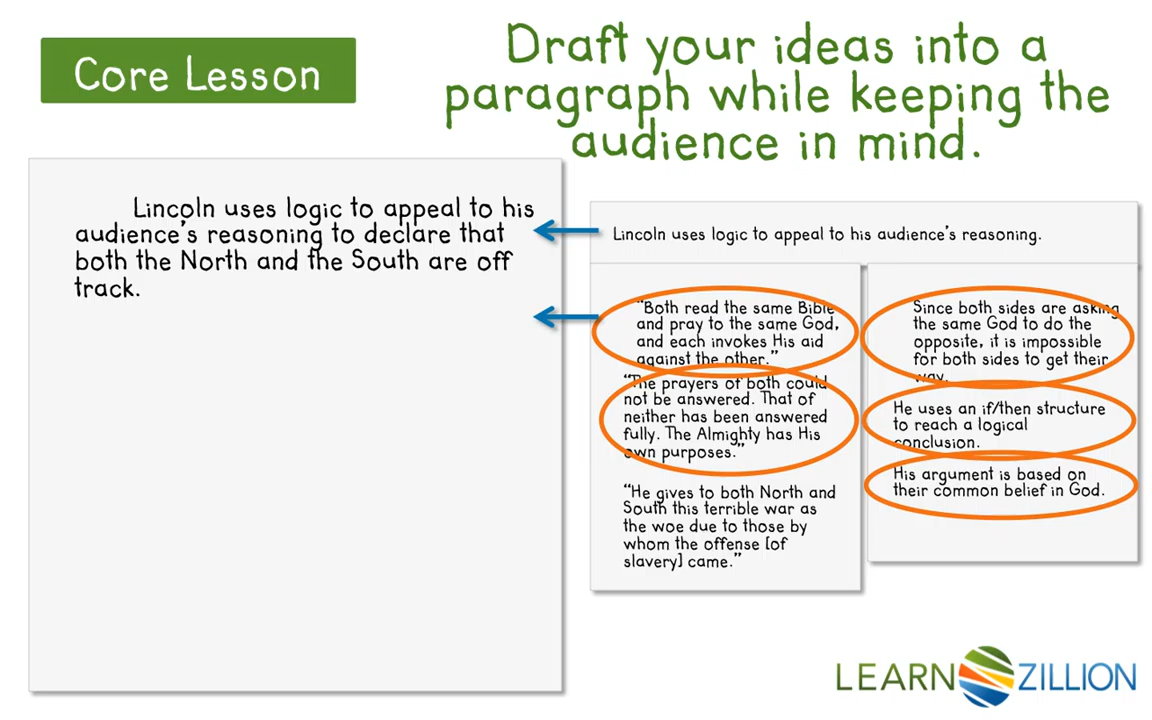 Core Lesson
Draft your ideas into a
paragraph while keeping the
audience in mind.
Lincoln uses logic to appeal to his
audience's reasoning to declare that
both the North and the South are off
track.
Lincoln uses logic to appeal to his audience's reasoning.
"Both read the same Bible
and pray to the same God,
and each invokes His aid
against the other."
"The prayers of both could
not be answered. That of
neither has been answered
fully. The Almighty has His
own purposes."
"He gives to both North and
South this terrible war as
the woe due to those by
whom the offense [of
slavery] came."
Since both sides are asking
the same God to do the
opposite, it is impossible
for both sides to get their
way.
He uses an if/then structure
to reach a logical
conclusion.
His argument is based on
their common belief in God.
LEARN ZILLION